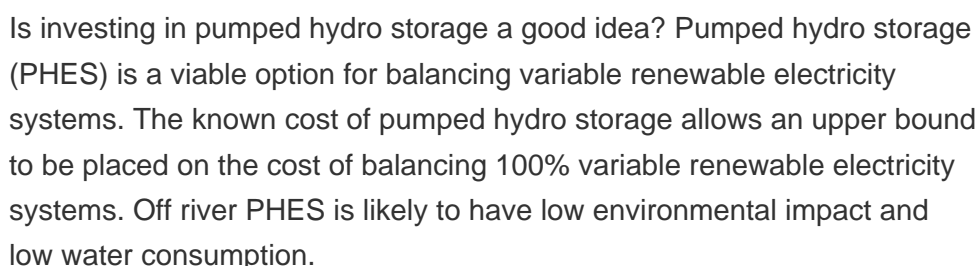 Is investing in pumped hydro storage a good idea? Pumped hydro storage
(PHES) is a viable option for balancing variable renewable electricity
systems. The known cost of pumped hydro storage allows an upper bound
to be placed on the cost of balancing 100% variable renewable electricity
systems. Off river PHES is likely to have low environmental impact and
low water consumption.